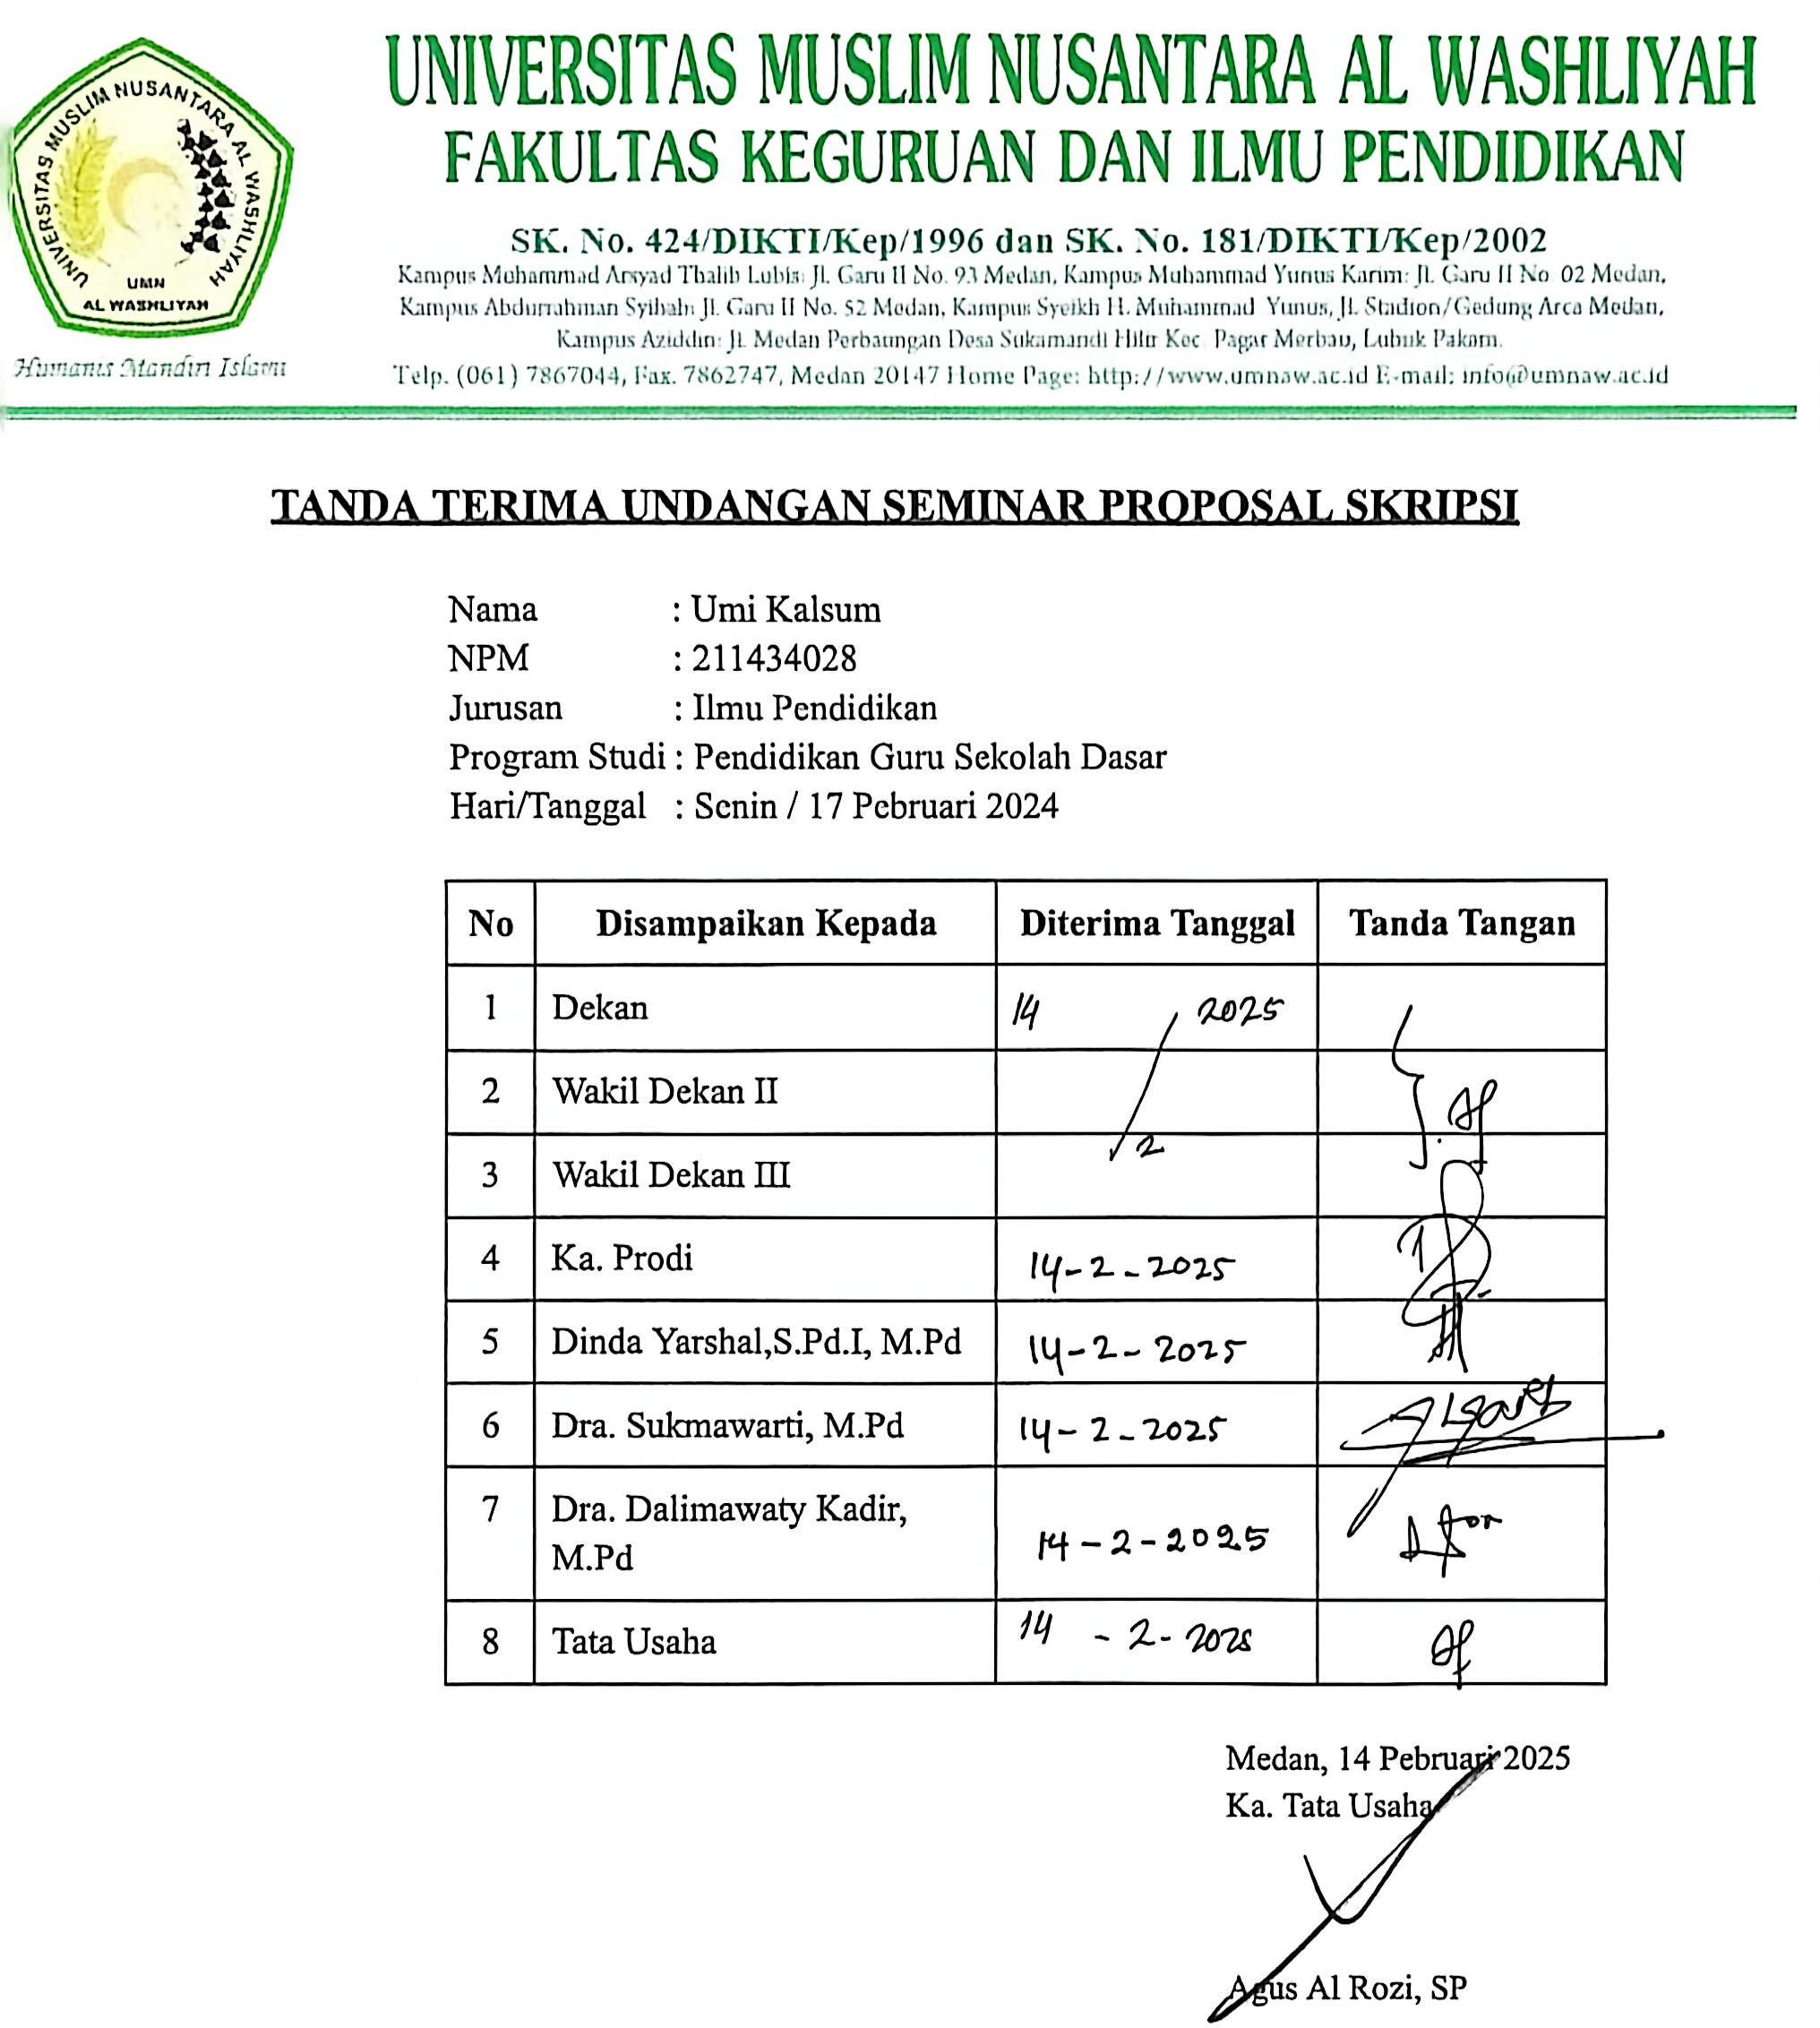 UNIVERSITAS MUSLIM NUSANTARA AL WASHLIYAH
UMN
AL WASHLIYAH
Humanis Mandiri Islami
UNIVERSITAS MUSLIM NUSANTARA AL WASHLIYAH
FAKULTAS KEGURUAN DAN ILMU PENDIDIKAN
SK. No. 424/DIKTI/Kep/1996 dan SK. No. 181/DIKTI/Kep/2002
Kampus Muhammad Arsyad Thalib Lubis: Jl. Garu II No. 93 Medan, Kampus Muhammad Yunus Karim: Jl. Garu II No 02 Medan,
Kampus Abdurrahman Syihab: Jl. Garu II No. 52 Medan, Kampus Syeikh H. Muhammad Yunus, Jl. Stadion/Gedung Arca Medan,
Kampus Aziddin: Jl. Medan Perbaungan Desa Sukamandi Hilir Kec. Pagar Merbau, Lubuk Pakam.
Telp. (061) 7867044, Fax. 7862747, Medan 20147 Home Page: http://www.umnaw.ac.id E-mail: info@umnaw.ac.id
TANDA TERIMA UNDANGAN SEMINAR PROPOSAL SKRIPSI
Nama : Umi Kalsum
NPM : 211434028
Jurusan : Ilmu Pendidikan
Program Studi : Pendidikan Guru Sekolah Dasar
Hari/Tanggal : Senin / 17 Pebruari 2024
No Disampaikan Kepada Diterima Tanggal Tanda Tangan
1 Dekan 14 / 2025
2 Wakil Dekan II
3 Wakil Dekan III 2
4 Ka. Prodi 14-2-2025
5 Dinda Yarshal,S.Pd.I, M.Pd 14-2-2025
6 Dra. Sukmawarti, M.Pd 14-2-2025
7 Dra. Dalimawaty Kadir,
M.Pd 14-2-2025
8 Tata Usaha 14 - 2-2025
Medan, 14 Pebruari 2025
Ka. Tata Usaha
Agus Al Rozi, SP